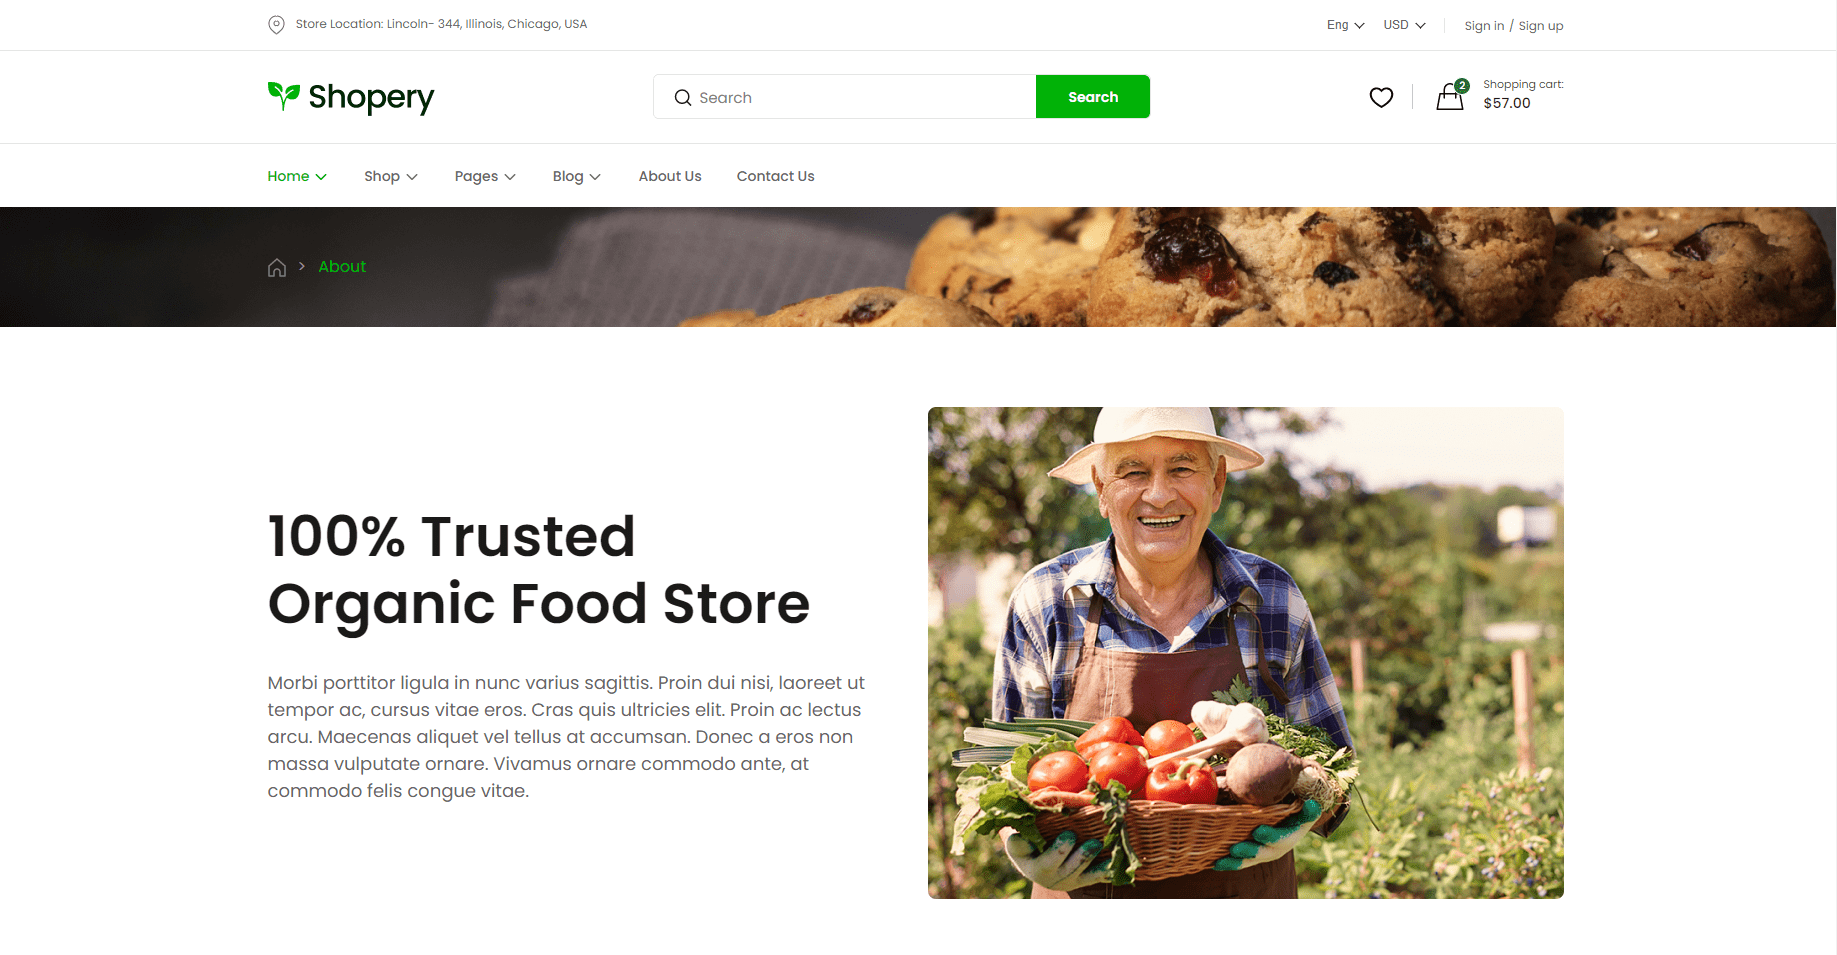 Store Location: Lincoln- 344, Illinois, Chicago, USA
Eng USD Sign in / Sign up
Shopery
Search
Search
2
Shopping cart:
$57.00
Home Shop Pages Blog About Us Contact Us
> About
100% Trusted
Organic Food Store
Morbi porttitor ligula in nunc varius sagittis. Proin dui nisi, laoreet ut
tempor ac, cursus vitae eros. Cras quis ultricies elit. Proin ac lectus
arcu. Maecenas aliquet vel tellus at accumsan. Donec a eros non
massa vulputate ornare. Vivamus ornare commodo ante, at
commodo felis congue vitae.